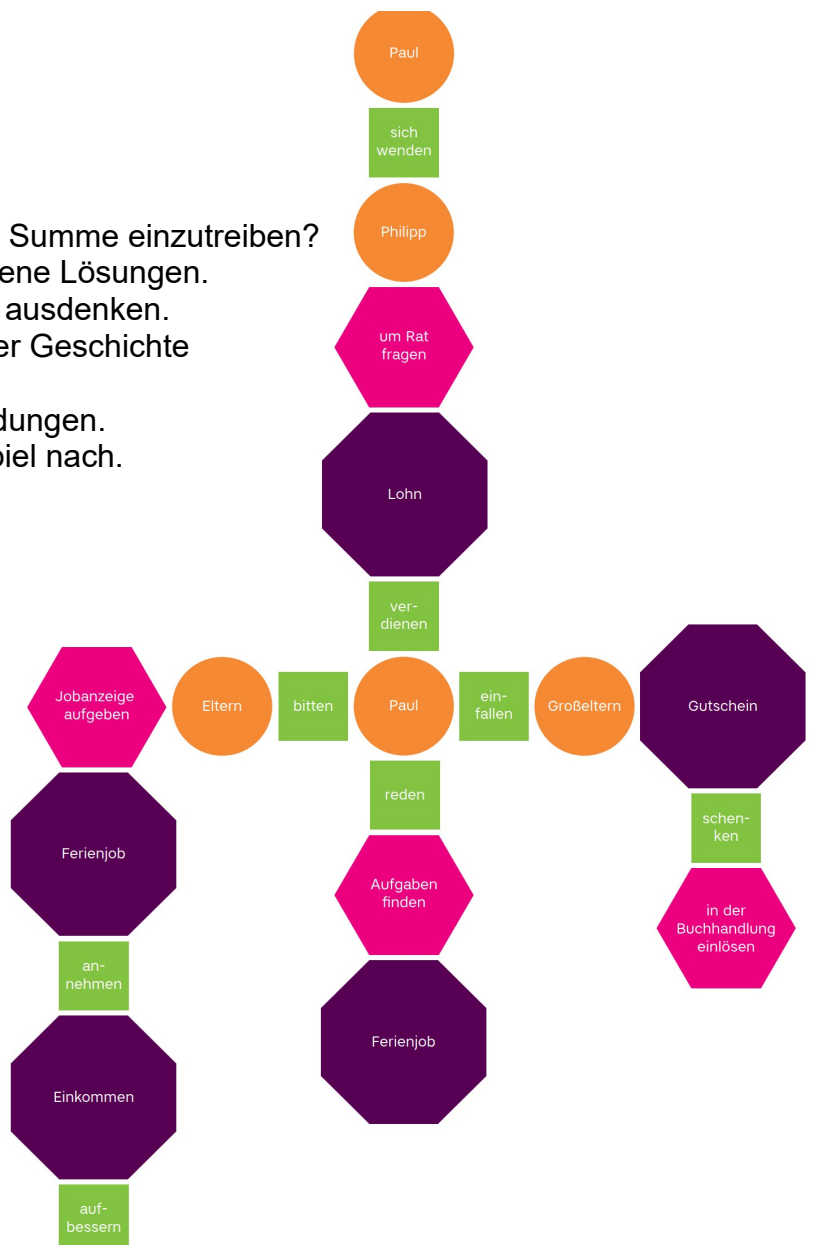 Paul
sich
wenden
Summe einzutreiben?
Philipp
ene Lösungen.
ausdenken.
er Geschichte
um Rat
fragen
dungen.
piel nach.
Lohn
ver-
dienen
Jobanzeige
aufgeben
Eltern
bitten
Paul
ein-
fallen
Großeltern
Gutschein
reden
schen-
ken
Ferienjob
Aufgaben
finden
in der
Buchhandlung
einlösen
an-
nehmen
Ferienjob
Einkommen
auf-
bessern